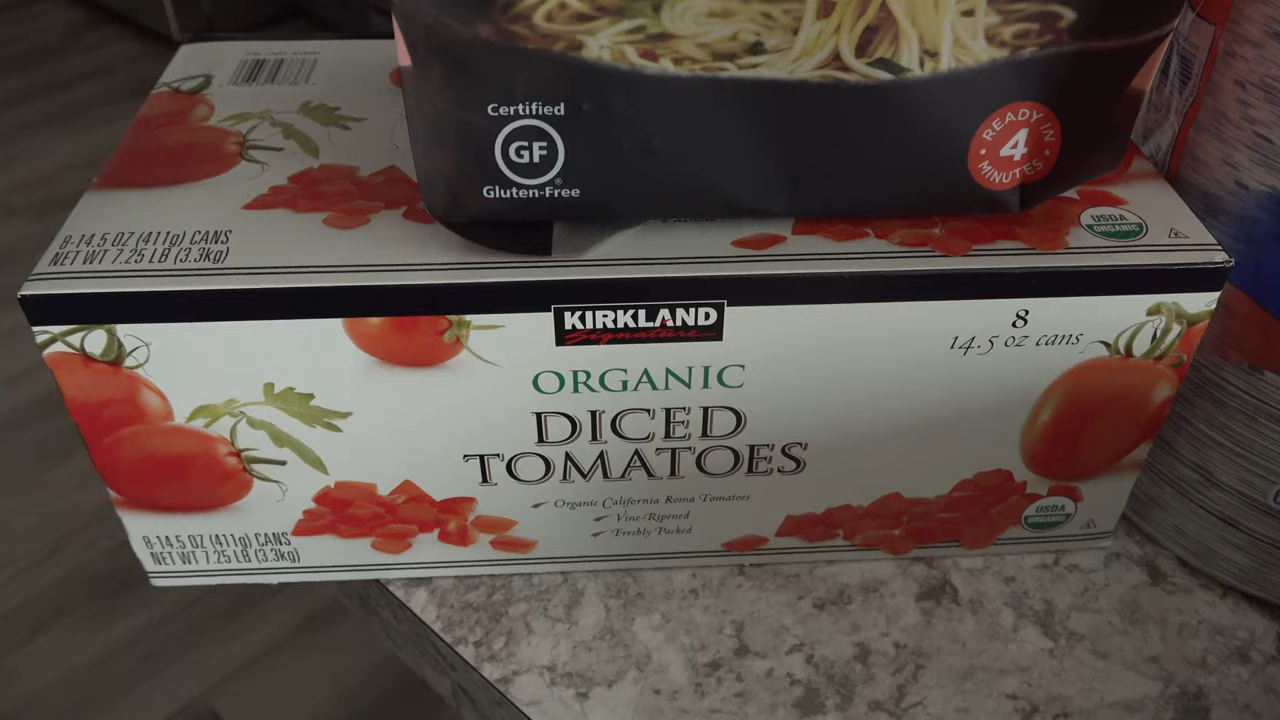 Certified
GF
Gluten-Free
READY IN
4
MINUTES
8-14.5 OZ (411g) CANS
NET WT 7.25 LB (3.3kg)
USDA
ORGANIC
KIRKLAND
Signature
8
14.5 oz cans
ORGANIC
DICED
TOMATOES
Organic California Roma Tomatoes
Vine-Ripened
Freshly Packed
USDA
ORGANIC
8-14.5 OZ (411g) CANS
NET WT 7.25 LB (3.3kg)